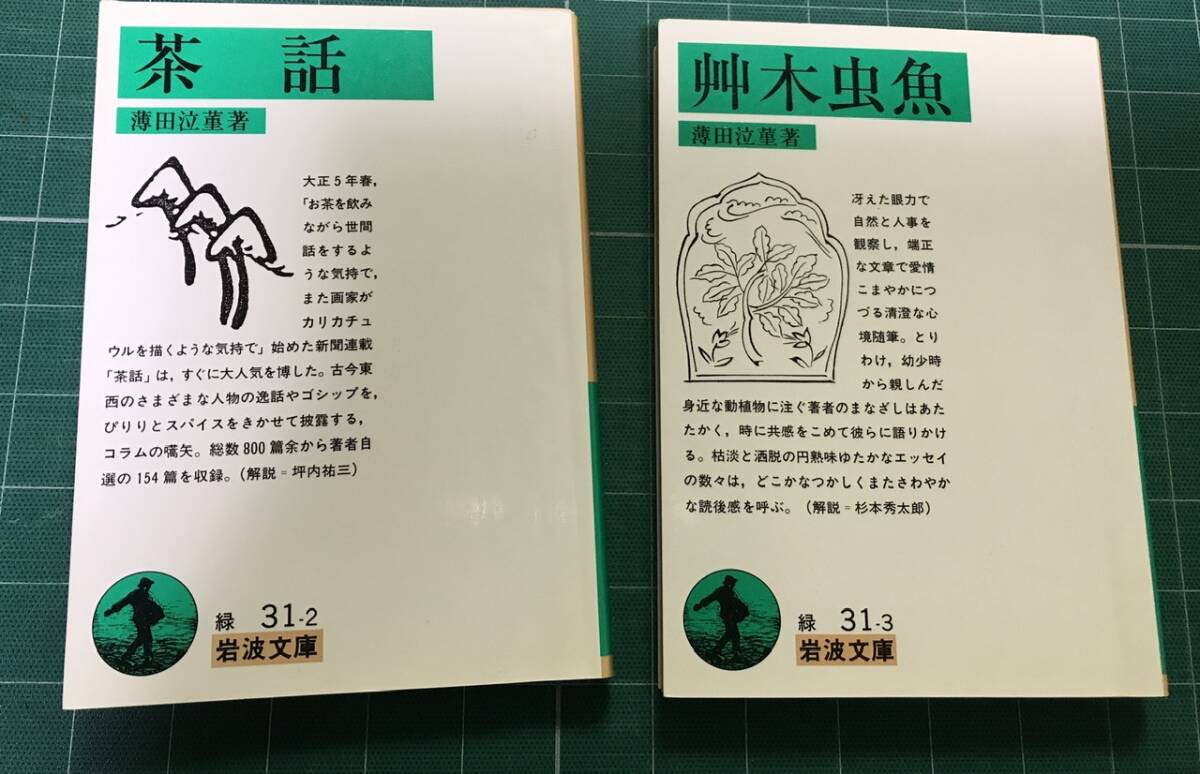 茶話
薄田泣菫著
大正5年春,
「お茶を飲み
ながら世間
話をするよ
うな気持で,
また画家が
カリカチュ
ウルを描くような気持で」始めた新聞連載
「茶話」は,すぐに大人気を博した。古今東
西のさまざまな人物の逸話やゴシップを,
ぴりりとスパイスをきかせて披露する,
コラムの嚆矢。総数800篇余から著者自
選の154篇を収録。(解説=坪内祐三)
緑 31-2
岩波文庫
艸木虫魚
薄田泣菫著
冴えた眼力で
自然と人事を
観察し,端正
な文章で愛情
こまやかにつ
づる清澄な心
境随筆。とり
わけ,幼少時
から親しんだ
身近な動植物に注ぐ著者のまなざしはあた
たかく,時に共感をこめて彼らに語りかけ
る。枯淡と洒脱の円熟味ゆたかなエッセイ
の数々は,どこかなつかしくまたさわやか
な読後感を呼ぶ。(解説=杉本秀太郎)
緑 31-3
岩波文庫